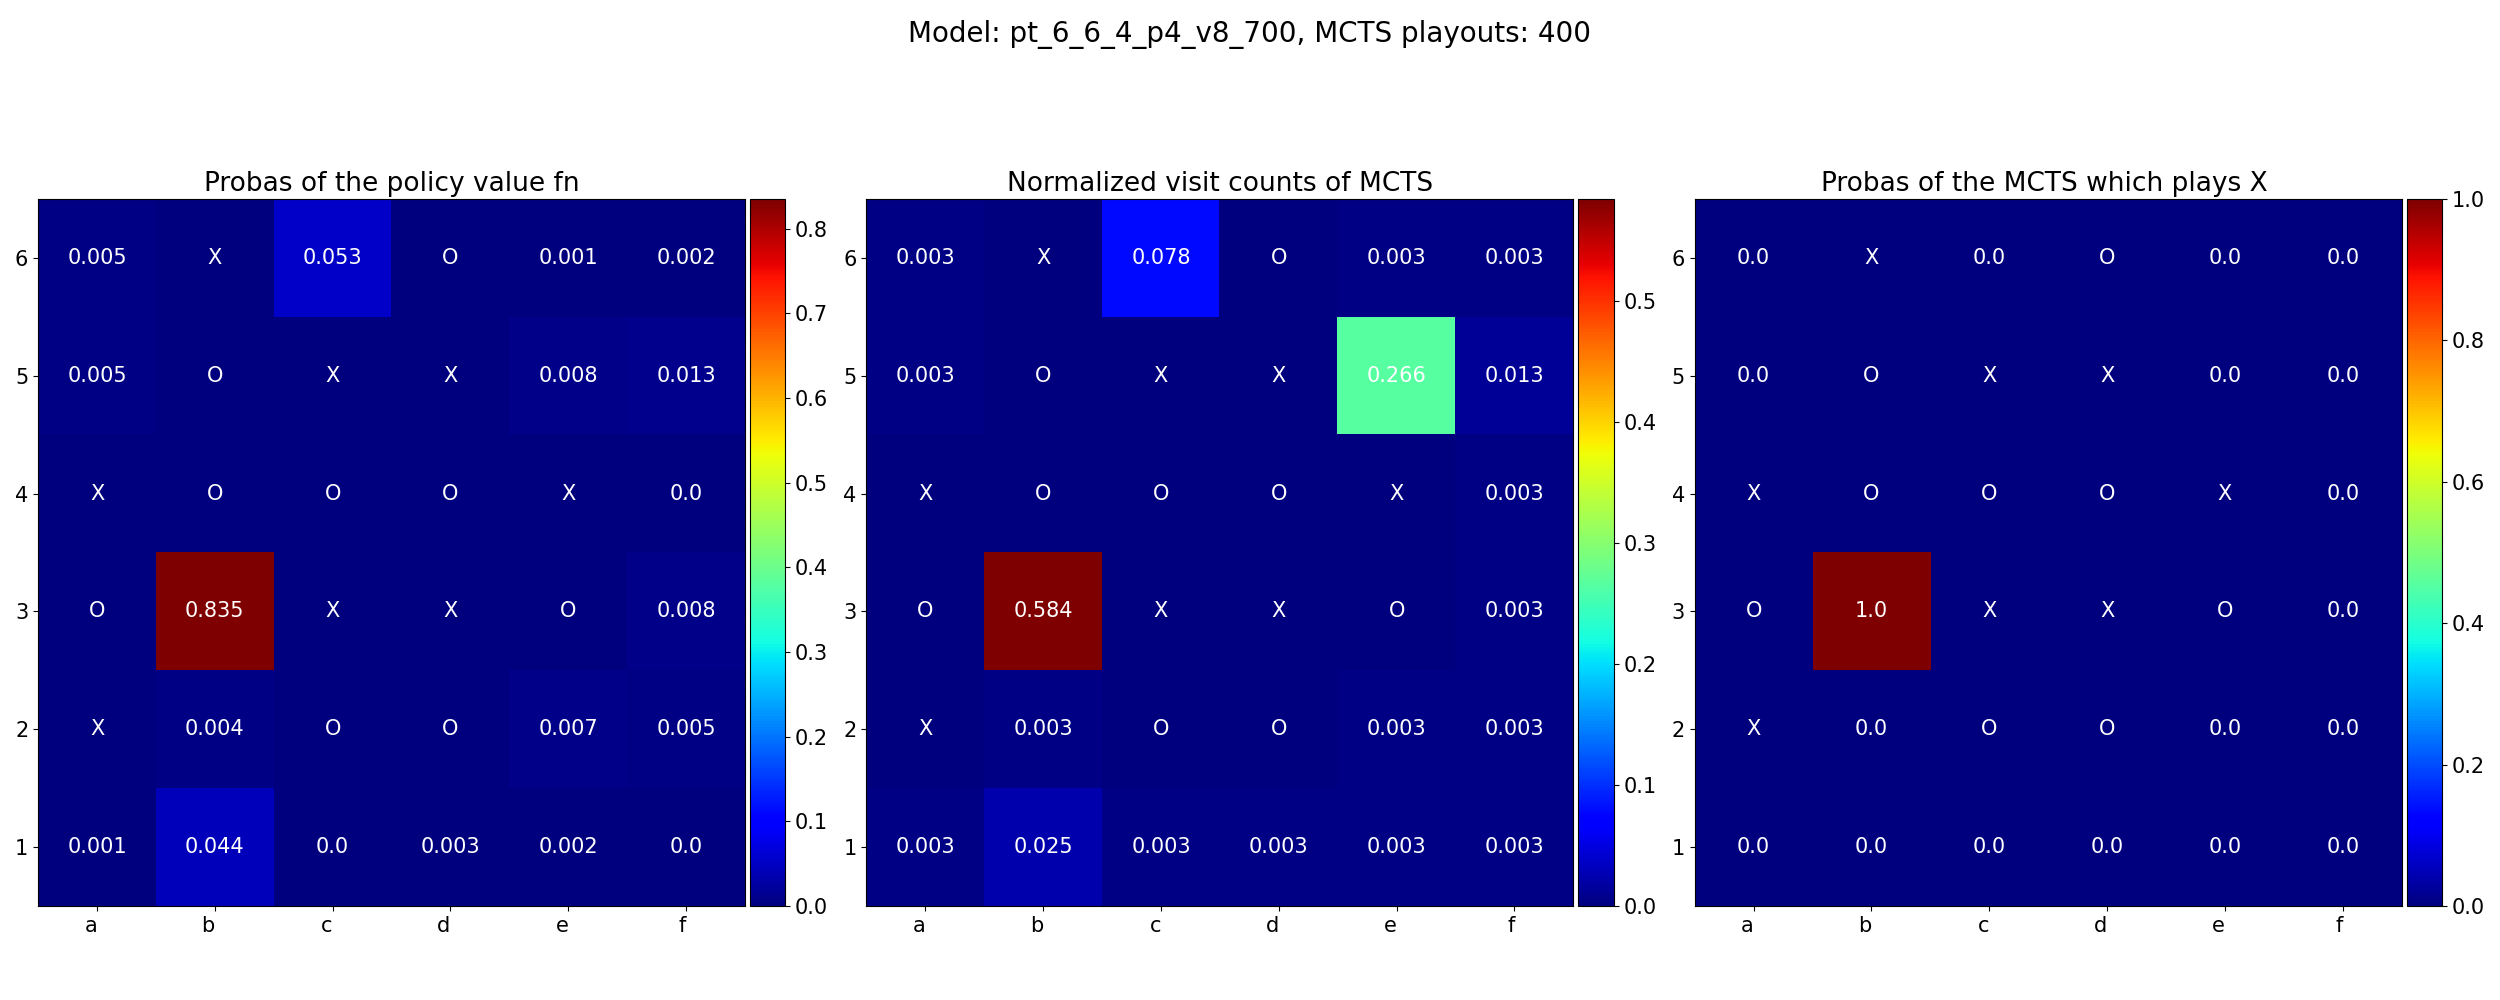 Model: pt_6_6_4_p4_v8_700, MCTS playouts: 400
Probas of the policy value fn
6 0.005 X 0.053 O 0.001 0.002
5 0.005 O X X 0.008 0.013
4 X O O O X 0.0
3 O 0.835 X X O 0.008
2 X 0.004 O O 0.007 0.005
1 0.001 0.044 0.0 0.003 0.002 0.0
a b c d e f
0.8
0.7
0.6
0.5
0.4
0.3
0.2
0.1
0.0
Normalized visit counts of MCTS
6 0.003 X 0.078 O 0.003 0.003
5 0.003 O X X 0.266 0.013
4 X O O O X 0.003
3 O 0.584 X X O 0.003
2 X 0.003 O O 0.003 0.003
1 0.003 0.025 0.003 0.003 0.003 0.003
a b c d e f
0.5
0.4
0.3
0.2
0.1
0.0
Probas of the MCTS which plays X
6 0.0 X 0.0 O 0.0 0.0
5 0.0 O X X 0.0 0.0
4 X O O O X 0.0
3 O 1.0 X X O 0.0
2 X 0.0 O O 0.0 0.0
1 0.0 0.0 0.0 0.0 0.0 0.0
a b c d e f
1.0
0.8
0.6
0.4
0.2
0.0